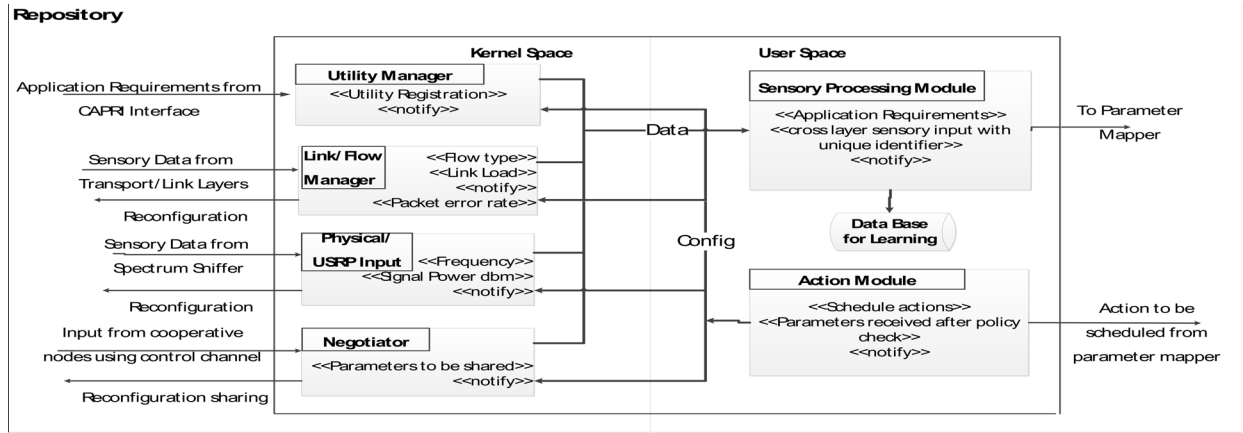 Repository
Kernel Space
User Space
Application Requirements from
CAPRI Interface
Utility Manager
<<Utility Registration>>
<<notify>>
Sensory Data from
Transport/Link Layers
Reconfiguration
Link/Flow
Manager
<<Flow type>>
<<Link Load>>
<<notify>>
<<Packet error rate>>
Sensory Data from
Spectrum Sniffer
Reconfiguration
Physical/
USRP Input
<<Frequency>>
<<Signal Power dbm>>
<<notify>>
Input from cooperative
nodes using control channel
Reconfiguration sharing
Negotiator
<<Parameters to be shared>>
<<notify>>
Data
Config
Sensory Processing Module
<<Application Requirements>>
<<cross layer sensory input with
unique identifier>>
<<notify>>
To Parameter
Mapper
Data Base
for Learning
Action Module
<<Schedule actions>>
<<Parameters received after policy
check>>
<<notify>>
Action to be
scheduled from
parameter mapper